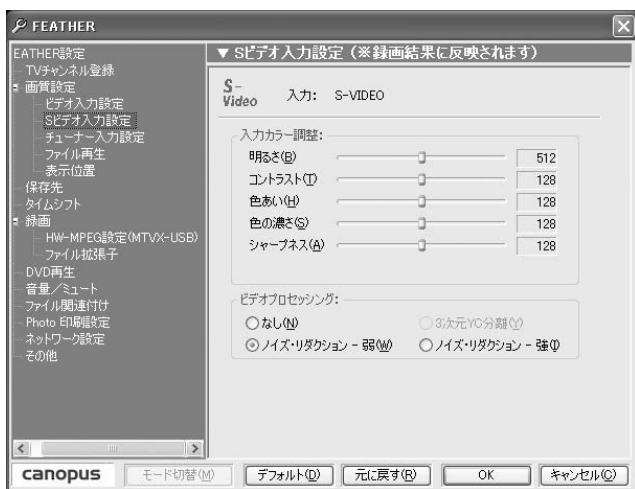 FEATHER
EATHER設定
TVチャンネル登録
画質設定
ビデオ入力設定
Sビデオ入力設定
チューナー入力設定
ファイル再生
表示位置
保存先
タイムシフト
録画
HW-MPEG設定(MTVX-USB)
ファイル拡張子
DVD再生
音量／ミュート
ファイル関連付け
Photo 印刷設定
ネットワーク設定
その他
▼ Sビデオ入力設定（※録画結果に反映されます）
S-Video 入力: S-VIDEO
入力カラー調整:
明るさ(B) 512
コントラスト(T) 128
色あい(H) 128
色の濃さ(S) 128
シャープネス(A) 128
ビデオプロセッシング:
なし(N) 3次元YC分離(Y)
ノイズ・リダクション - 弱(W) ノイズ・リダクション - 強(I)
canopus モード切替(M) デフォルト(D) 元に戻す(R) OK キャンセル(C)